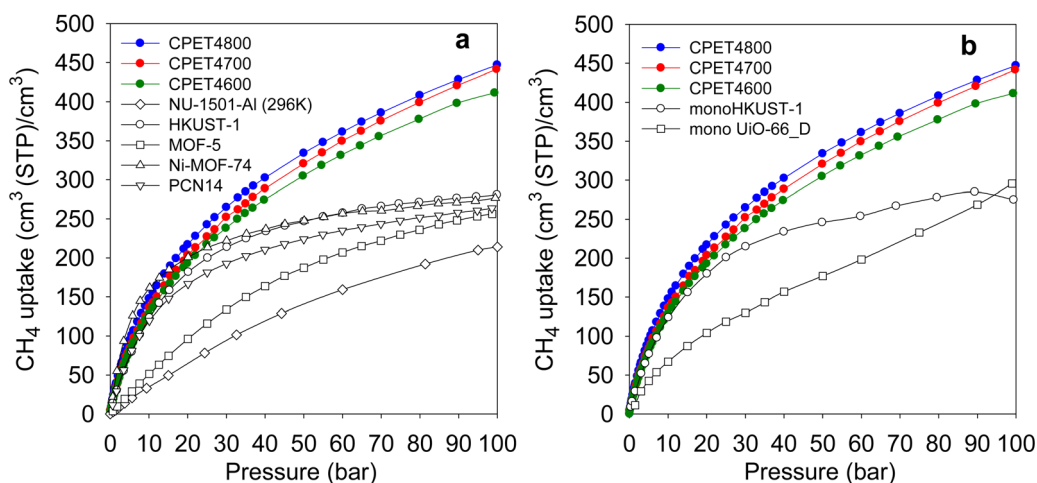 a
CH4 uptake (cm3 (STP)/cm3)
500
450
400
350
300
250
200
150
100
50
0
CPET4800
CPET4700
CPET4600
NU-1501-Al (296K)
HKUST-1
MOF-5
Ni-MOF-74
PCN14
0 10 20 30 40 50 60 70 80 90 100
Pressure (bar)
b
CH4 uptake (cm3 (STP)/cm3)
500
450
400
350
300
250
200
150
100
50
0
CPET4800
CPET4700
CPET4600
monoHKUST-1
mono UiO-66_D
0 10 20 30 40 50 60 70 80 90 100
Pressure (bar)